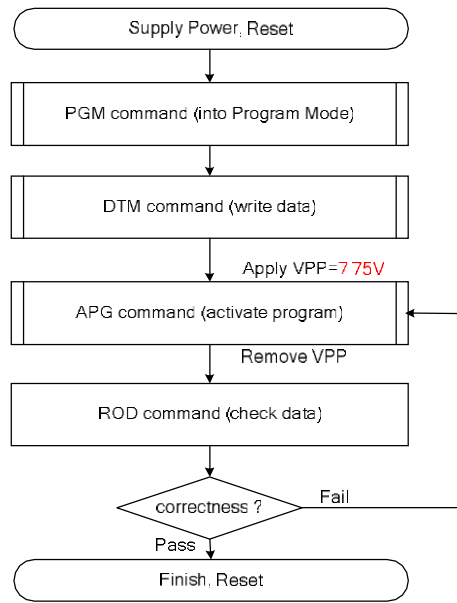 Supply Power, Reset
PGM command (into Program Mode)
DTM command (write data)
Apply VPP=7.75V
APG command (activate program)
Remove VPP
ROD command (check data)
correctness ?
Fail
Pass
Finish, Reset